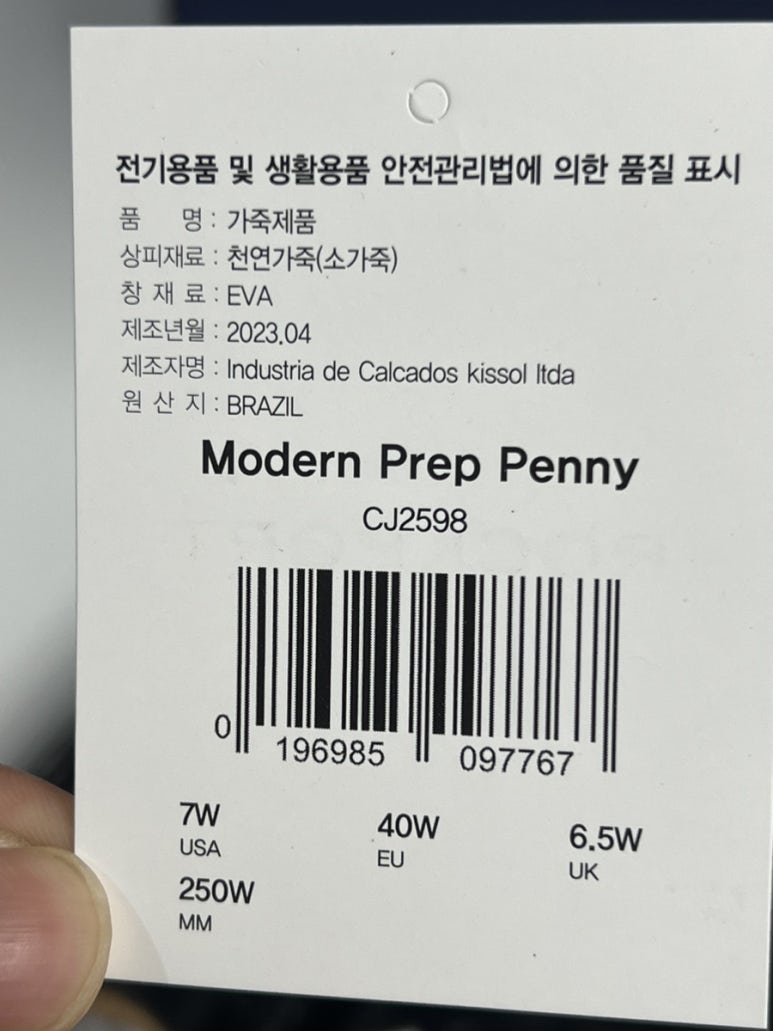 전기용품 및 생활용품 안전관리법에 의한 품질 표시
품 명 : 가죽제품
상피재료 : 천연가죽(소가죽)
창 재 료 : EVA
제조년월 : 2023.04
제조자명 : Industria de Calcados kissol ltda
원 산 지 : BRAZIL
Modern Prep Penny
CJ2598
0 196985 097767
7W 40W 6.5W
USA EU UK
250W
MM